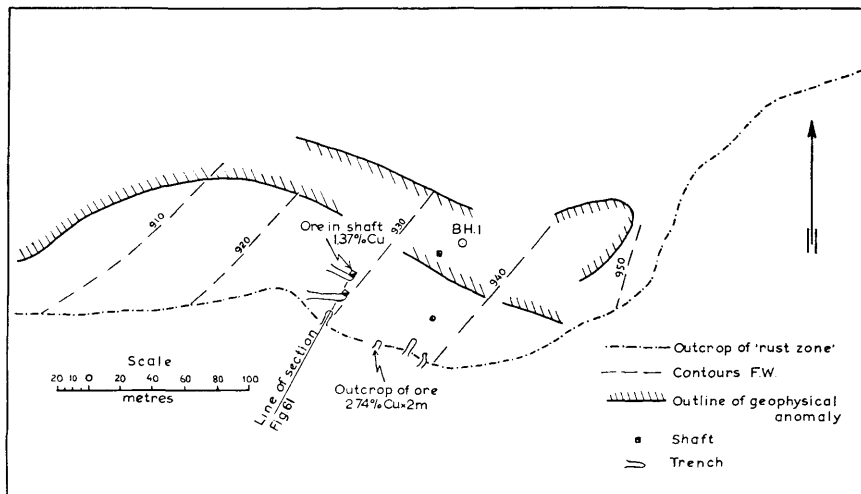 910
920
930
940
950
BH.1
Ore in shaft
1,37%Cu
Line of section
Fig 61
Outcrop of ore
2.74%Cu×2m
Scale
20 10 0 20 40 60 80 100
metres
Outcrop of 'rust zone'
Contours F.W.
Outline of geophysical
anomaly
Shaft
Trench